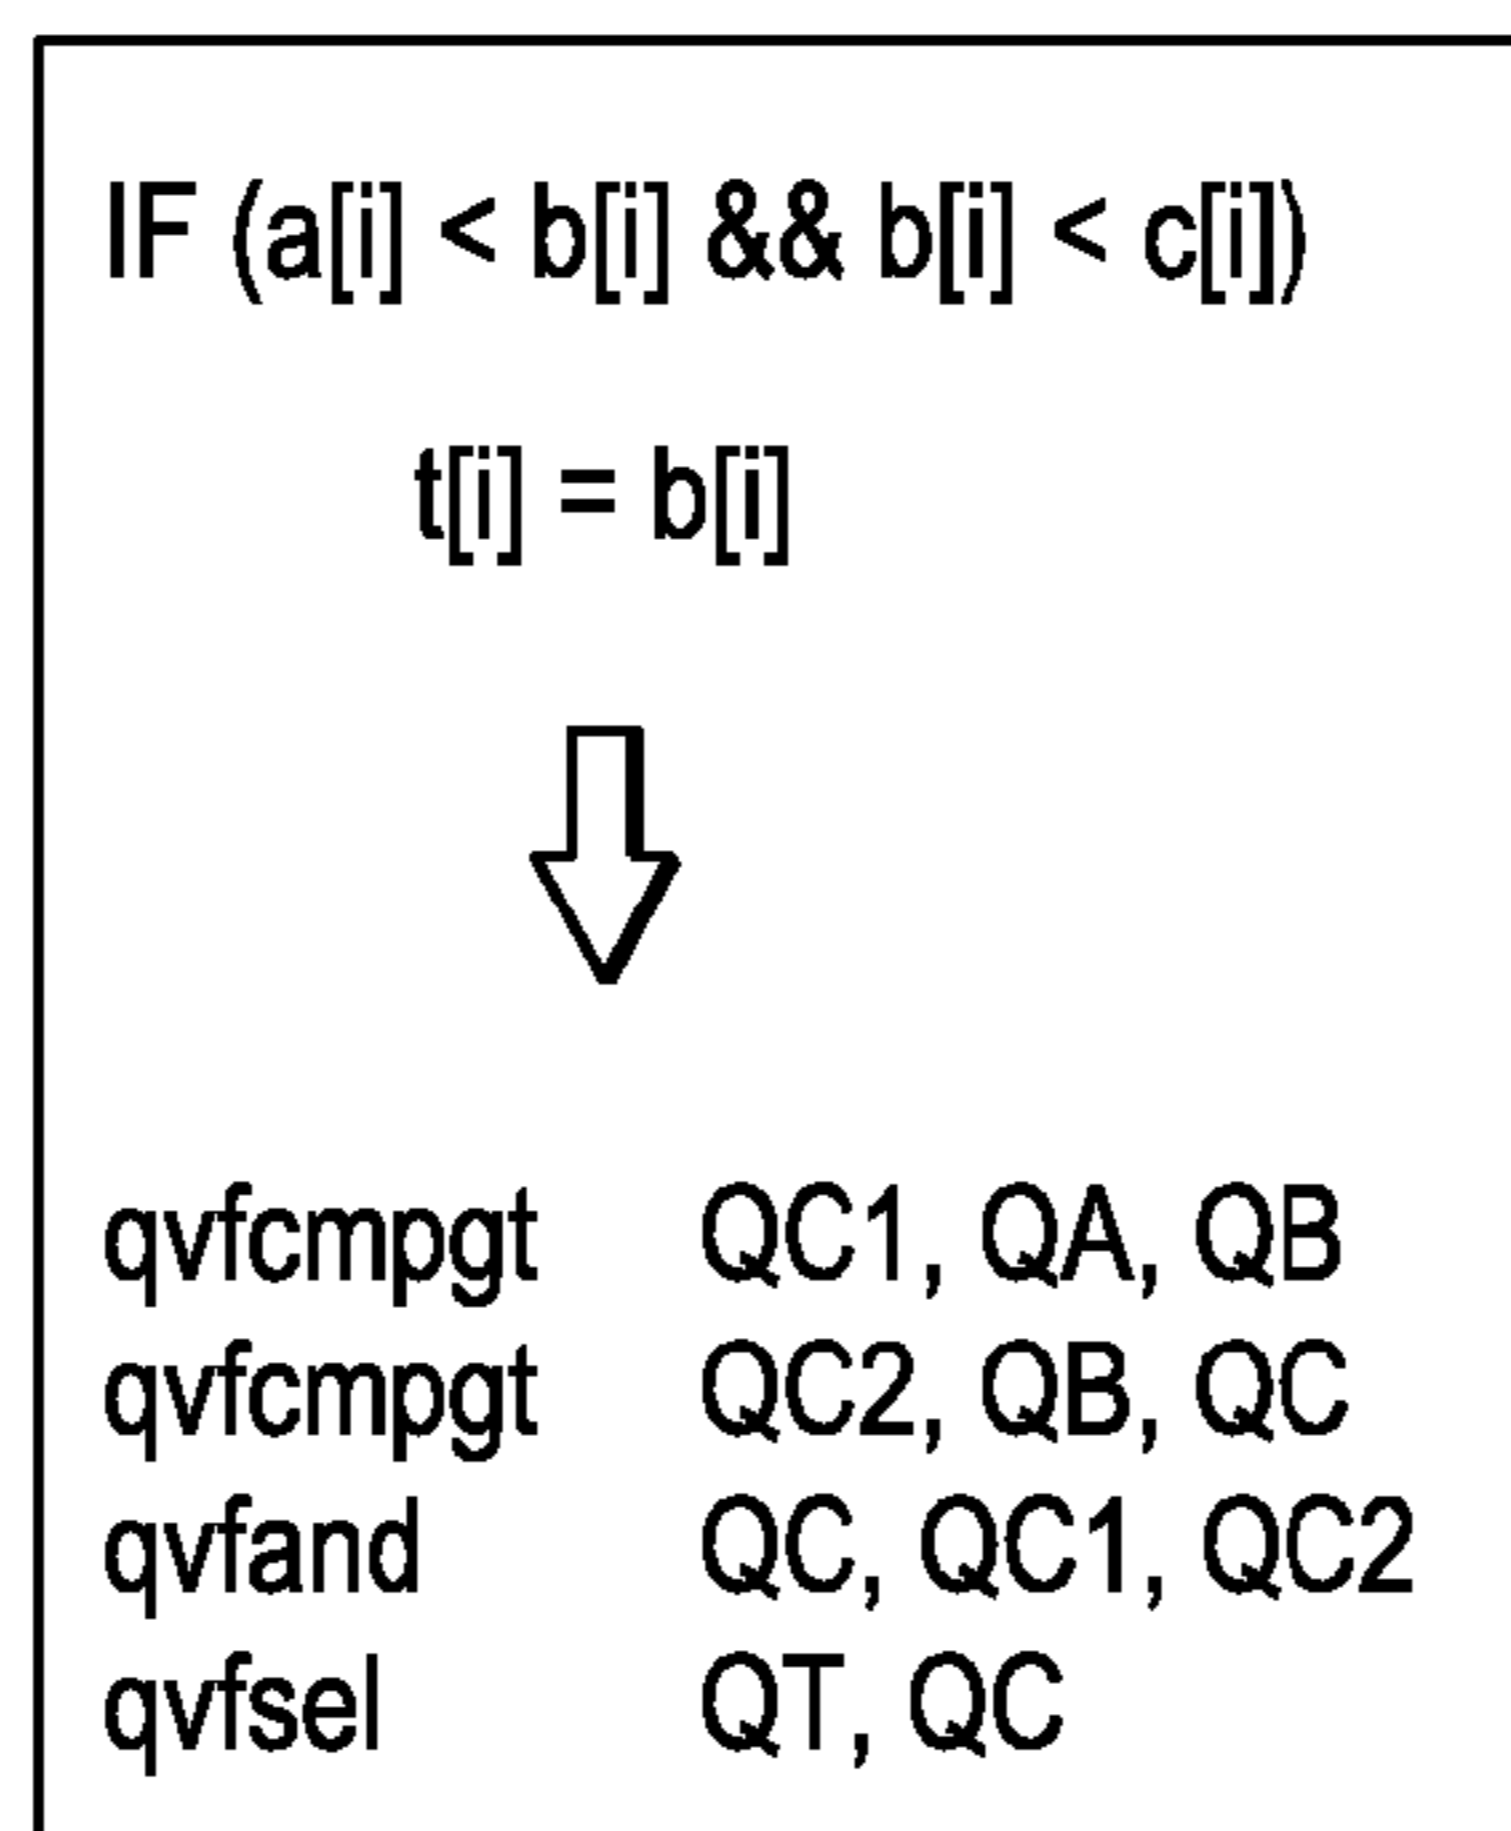 IF (a[i] < b[i] && b[i] < c[i])
t[i] = b[i]
qvfcmpgt QC1, QA, QB
qvfcmpgt QC2, QB, QC
qvfand QC, QC1, QC2
qvfsel QT, QC